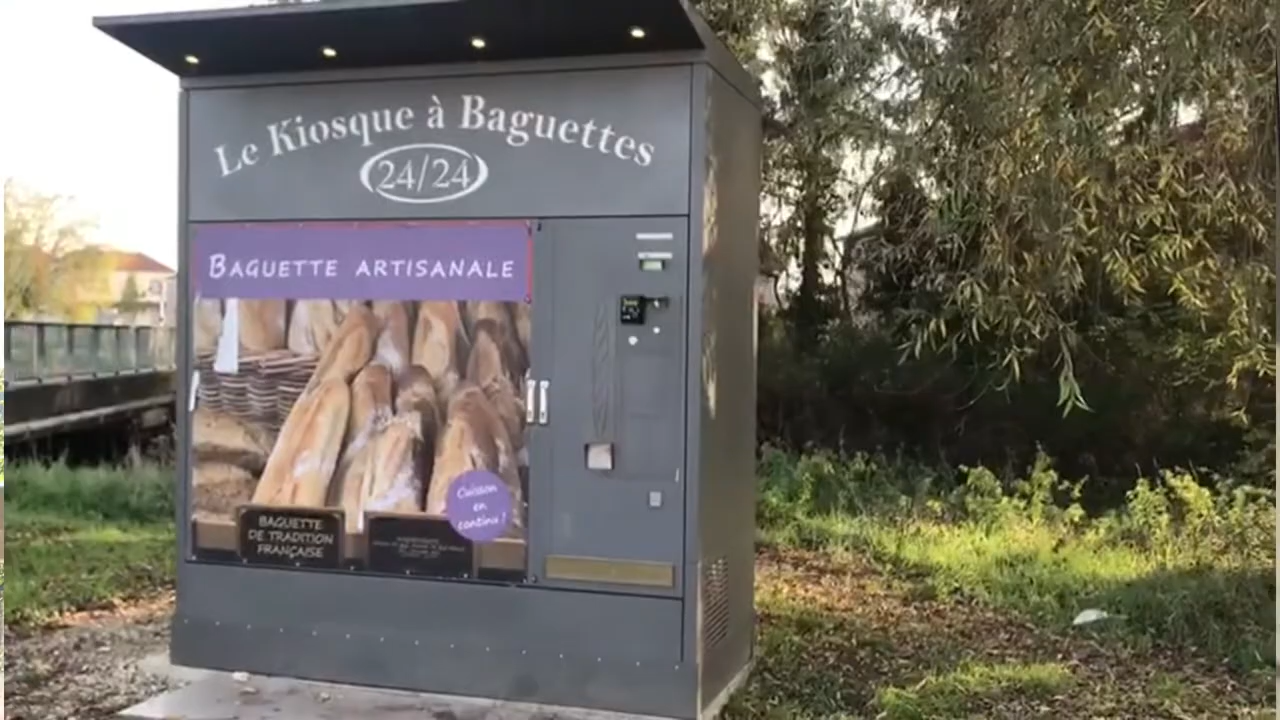 Le Kiosque à Baguettes
24/24
BAGUETTE ARTISANALE
Cuisson
en
continu !
BAGUETTE
DE TRADITION
FRANÇAISE